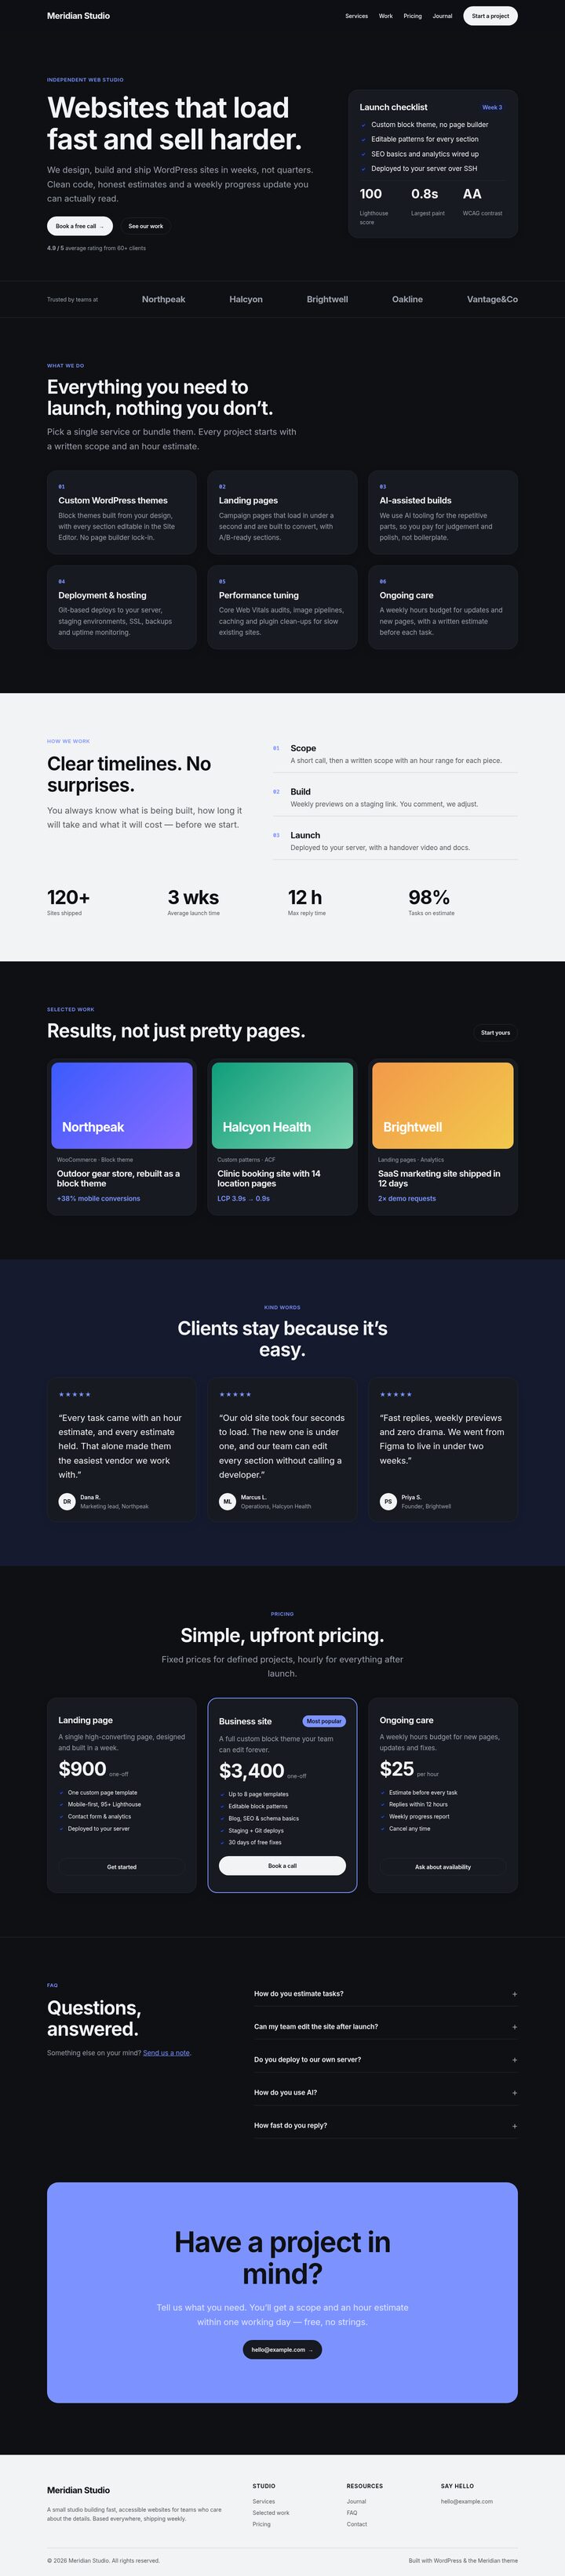 Meridian Studio
Services
Work
Pricing
Journal
Start a project
INDEPENDENT WEB STUDIO
Websites that load
fast and sell harder.
We design, build and ship WordPress sites in weeks, not quarters.
Clean code, honest estimates and a weekly progress update you
can actually read.
Book a free call →
See our work
4.9 / 5 average rating from 60+ clients
Launch checklist
Week 3
✓ Custom block theme, no page builder
✓ Editable patterns for every section
✓ SEO basics and analytics wired up
✓ Deployed to your server over SSH
100
0.8s
AA
Lighthouse
score
Largest paint
WCAG contrast
Trusted by teams at
Northpeak
Halcyon
Brightwell
Oakline
Vantage&Co
WHAT WE DO
Everything you need to
launch, nothing you don’t.
Pick a single service or bundle them. Every project starts with
a written scope and an hour estimate.
01
Custom WordPress themes
Block themes built from your design,
with every section editable in the Site
Editor. No page builder lock-in.
02
Landing pages
Campaign pages that load in under a
second and are built to convert, with
A/B-ready sections.
03
AI-assisted builds
We use AI tooling for the repetitive
parts, so you pay for judgement and
polish, not boilerplate.
04
Deployment & hosting
Git-based deploys to your server,
staging environments, SSL, backups
and uptime monitoring.
05
Performance tuning
Core Web Vitals audits, image pipelines,
caching and plugin clean-ups for slow
existing sites.
06
Ongoing care
A weekly hours budget for updates and
new pages, with a written estimate
before each task.
HOW WE WORK
Clear timelines. No
surprises.
You always know what is being built, how long it
will take and what it will cost — before we start.
01
Scope
A short call, then a written scope with an hour range for each piece.
02
Build
Weekly previews on a staging link. You comment, we adjust.
03
Launch
Deployed to your server, with a handover video and docs.
120+
Sites shipped
3 wks
Average launch time
12 h
Max reply time
98%
Tasks on estimate
SELECTED WORK
Results, not just pretty pages.
Start yours
Northpeak
WooCommerce · Block theme
Outdoor gear store, rebuilt as a
block theme
+38% mobile conversions
Halcyon Health
Custom patterns · ACF
Clinic booking site with 14
location pages
LCP 3.9s → 0.9s
Brightwell
Landing pages · Analytics
SaaS marketing site shipped in
12 days
2× demo requests
KIND WORDS
Clients stay because it’s
easy.
★★★★★
“Every task came with an hour
estimate, and every estimate
held. That alone made them
the easiest vendor we work
with.”
DR
Dana R.
Marketing lead, Northpeak
★★★★★
“Our old site took four seconds
to load. The new one is under
one, and our team can edit
every section without calling a
developer.”
ML
Marcus L.
Operations, Halcyon Health
★★★★★
“Fast replies, weekly previews
and zero drama. We went from
Figma to live in under two
weeks.”
PS
Priya S.
Founder, Brightwell
PRICING
Simple, upfront pricing.
Fixed prices for defined projects, hourly for everything after
launch.
Landing page
A single high-converting page, designed
and built in a week.
$900 one-off
✓ One custom page template
✓ Mobile-first, 95+ Lighthouse
✓ Contact form & analytics
✓ Deployed to your server
Get started
Business site
Most popular
A full custom block theme your team
can edit forever.
$3,400 one-off
✓ Up to 8 page templates
✓ Editable block patterns
✓ Blog, SEO & schema basics
✓ Staging + Git deploys
✓ 30 days of free fixes
Book a call
Ongoing care
A weekly hours budget for new pages,
updates and fixes.
$25 per hour
✓ Estimate before every task
✓ Replies within 12 hours
✓ Weekly progress report
✓ Cancel any time
Ask about availability
FAQ
Questions,
answered.
Something else on your mind? Send us a note.
How do you estimate tasks? +
Can my team edit the site after launch? +
Do you deploy to our own server? +
How do you use AI? +
How fast do you reply? +
Have a project in
mind?
Tell us what you need. You’ll get a scope and an hour estimate
within one working day — free, no strings.
hello@example.com →
Meridian Studio
A small studio building fast, accessible websites for teams who care
about the details. Based everywhere, shipping weekly.
STUDIO
Services
Selected work
Pricing
RESOURCES
Journal
FAQ
Contact
SAY HELLO
hello@example.com
© 2026 Meridian Studio. All rights reserved.
Built with WordPress & the Meridian theme